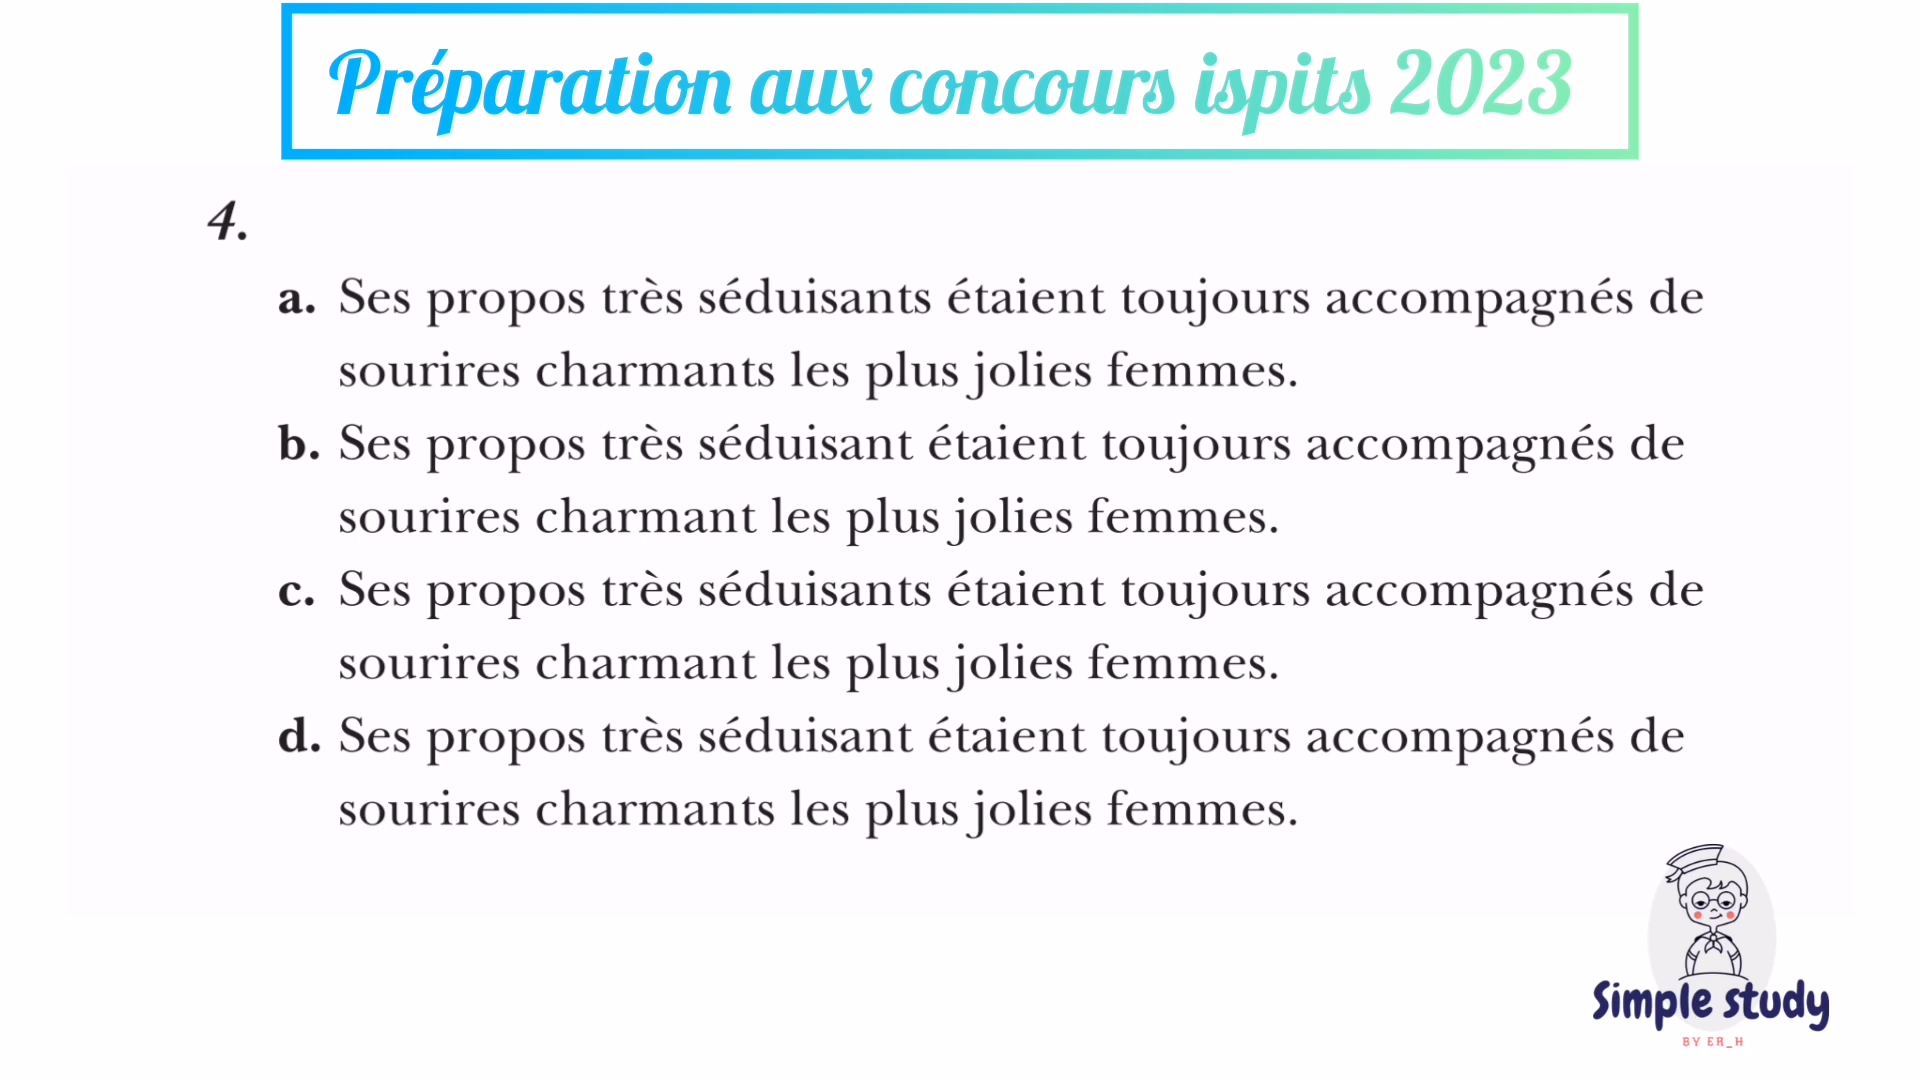 Préparation aux concours ispits 2023
4.
a. Ses propos très séduisants étaient toujours accompagnés de
sourires charmants les plus jolies femmes.
b. Ses propos très séduisant étaient toujours accompagnés de
sourires charmant les plus jolies femmes.
c. Ses propos très séduisants étaient toujours accompagnés de
sourires charmant les plus jolies femmes.
d. Ses propos très séduisant étaient toujours accompagnés de
sourires charmants les plus jolies femmes.
Simple study
BY ER_H